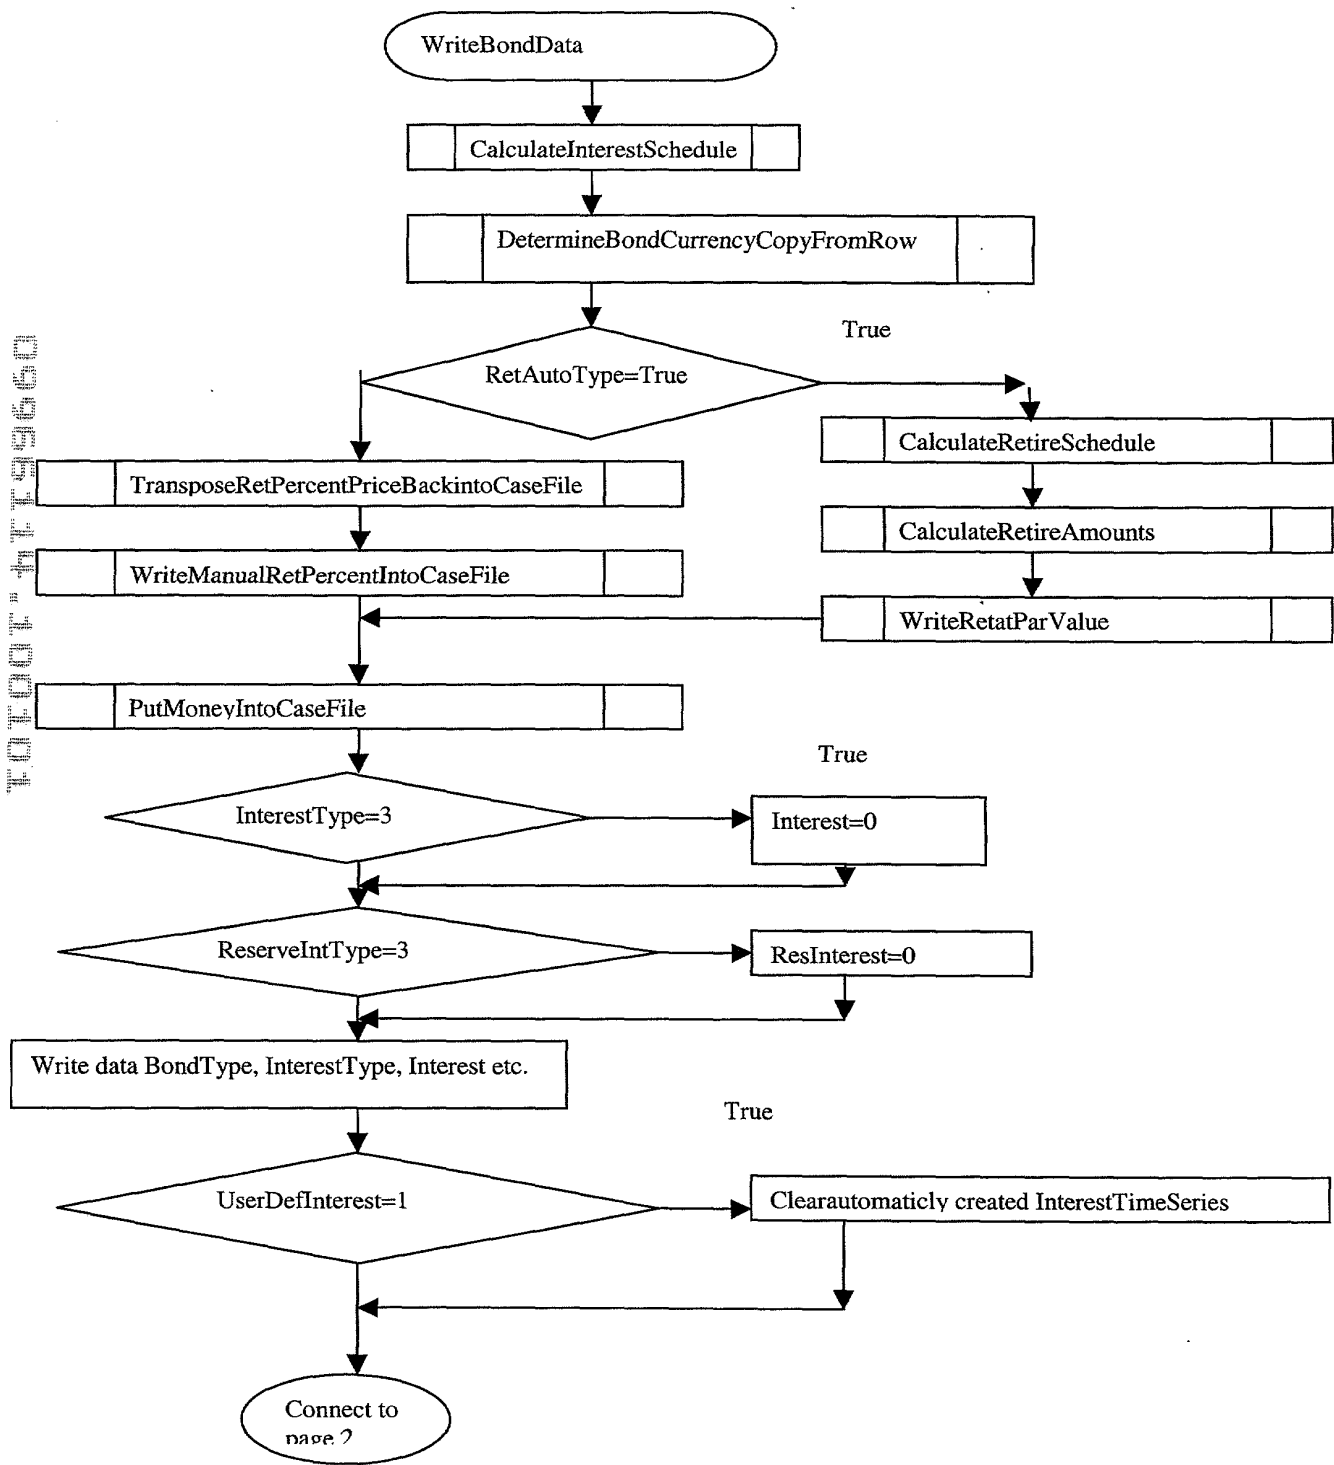 WriteBondData
CalculateInterestSchedule
DetermineBondCurrencyCopyFromRow
True
RetAutoType=True
CalculateRetireSchedule
TransposeRetPercentPriceBackintoCaseFile
CalculateRetireAmounts
WriteManualRetPercentIntoCaseFile
WriteRetatParValue
PutMoneyIntoCaseFile
True
InterestType=3
Interest=0
ReserveIntType=3
ResInterest=0
Write data BondType, InterestType, Interest etc.
True
UserDefInterest=1
Clearautomaticly created InterestTimeSeries
Connect to
page 2